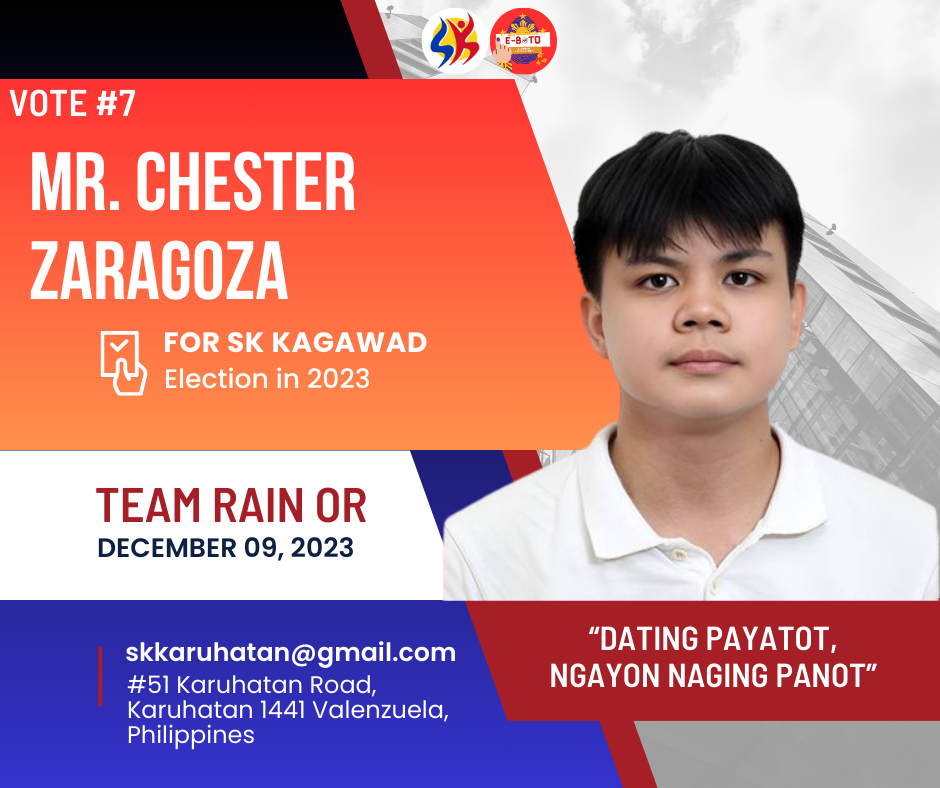 E-BOTO
VOTE #7
MR. CHESTER
ZARAGOZA
FOR SK KAGAWAD
Election in 2023
TEAM RAIN OR
DECEMBER 09, 2023
skkaruhatan@gmail.com
#51 Karuhatan Road,
Karuhatan 1441 Valenzuela,
Philippines
“DATING PAYATOT,
NGAYON NAGING PANOT”